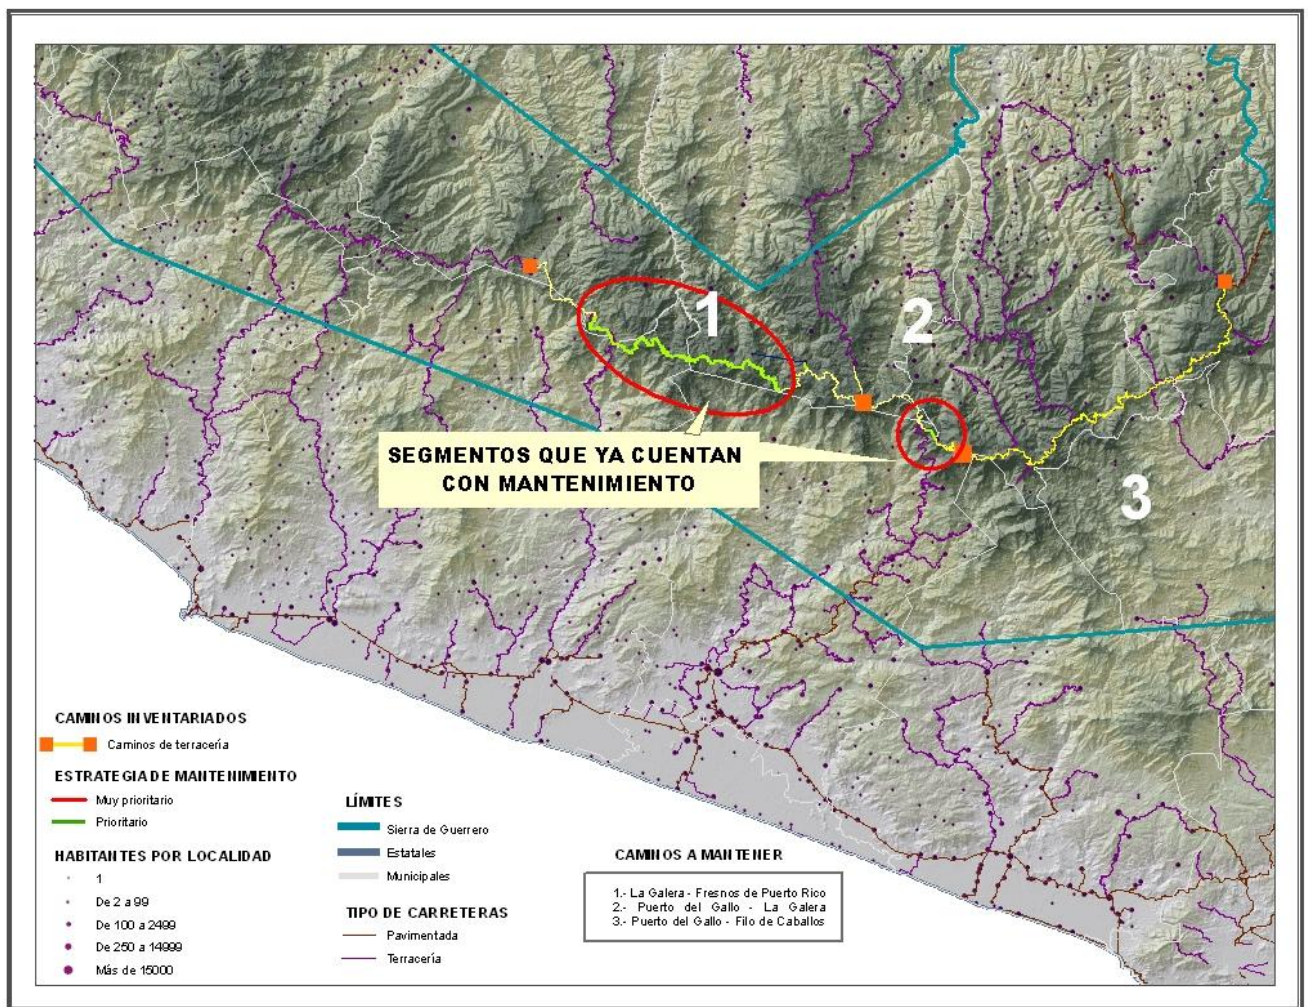 1
2
SEGMENTOS QUE YA CUENTAN
CON MANTENIMIENTO
3
CAMINOS INVENTARIADOS
Caminos de terracería
ESTRATEGIA DE MANTENIMIENTO
Muy prioritario
Prioritario
HABITANTES POR LOCALIDAD
1
De 2 a 99
De 100 a 2499
De 250 a 14999
Más de 15000
LÍMITES
Sierra de Guerrero
Estatales
Municipales
TIPO DE CARRETERAS
Pavimentada
Terracería
CAMINOS A MANTENER
1.- La Galera - Fresnos de Puerto Rico
2.- Puerto del Gallo - La Galera
3.- Puerto del Gallo - Filo de Caballos